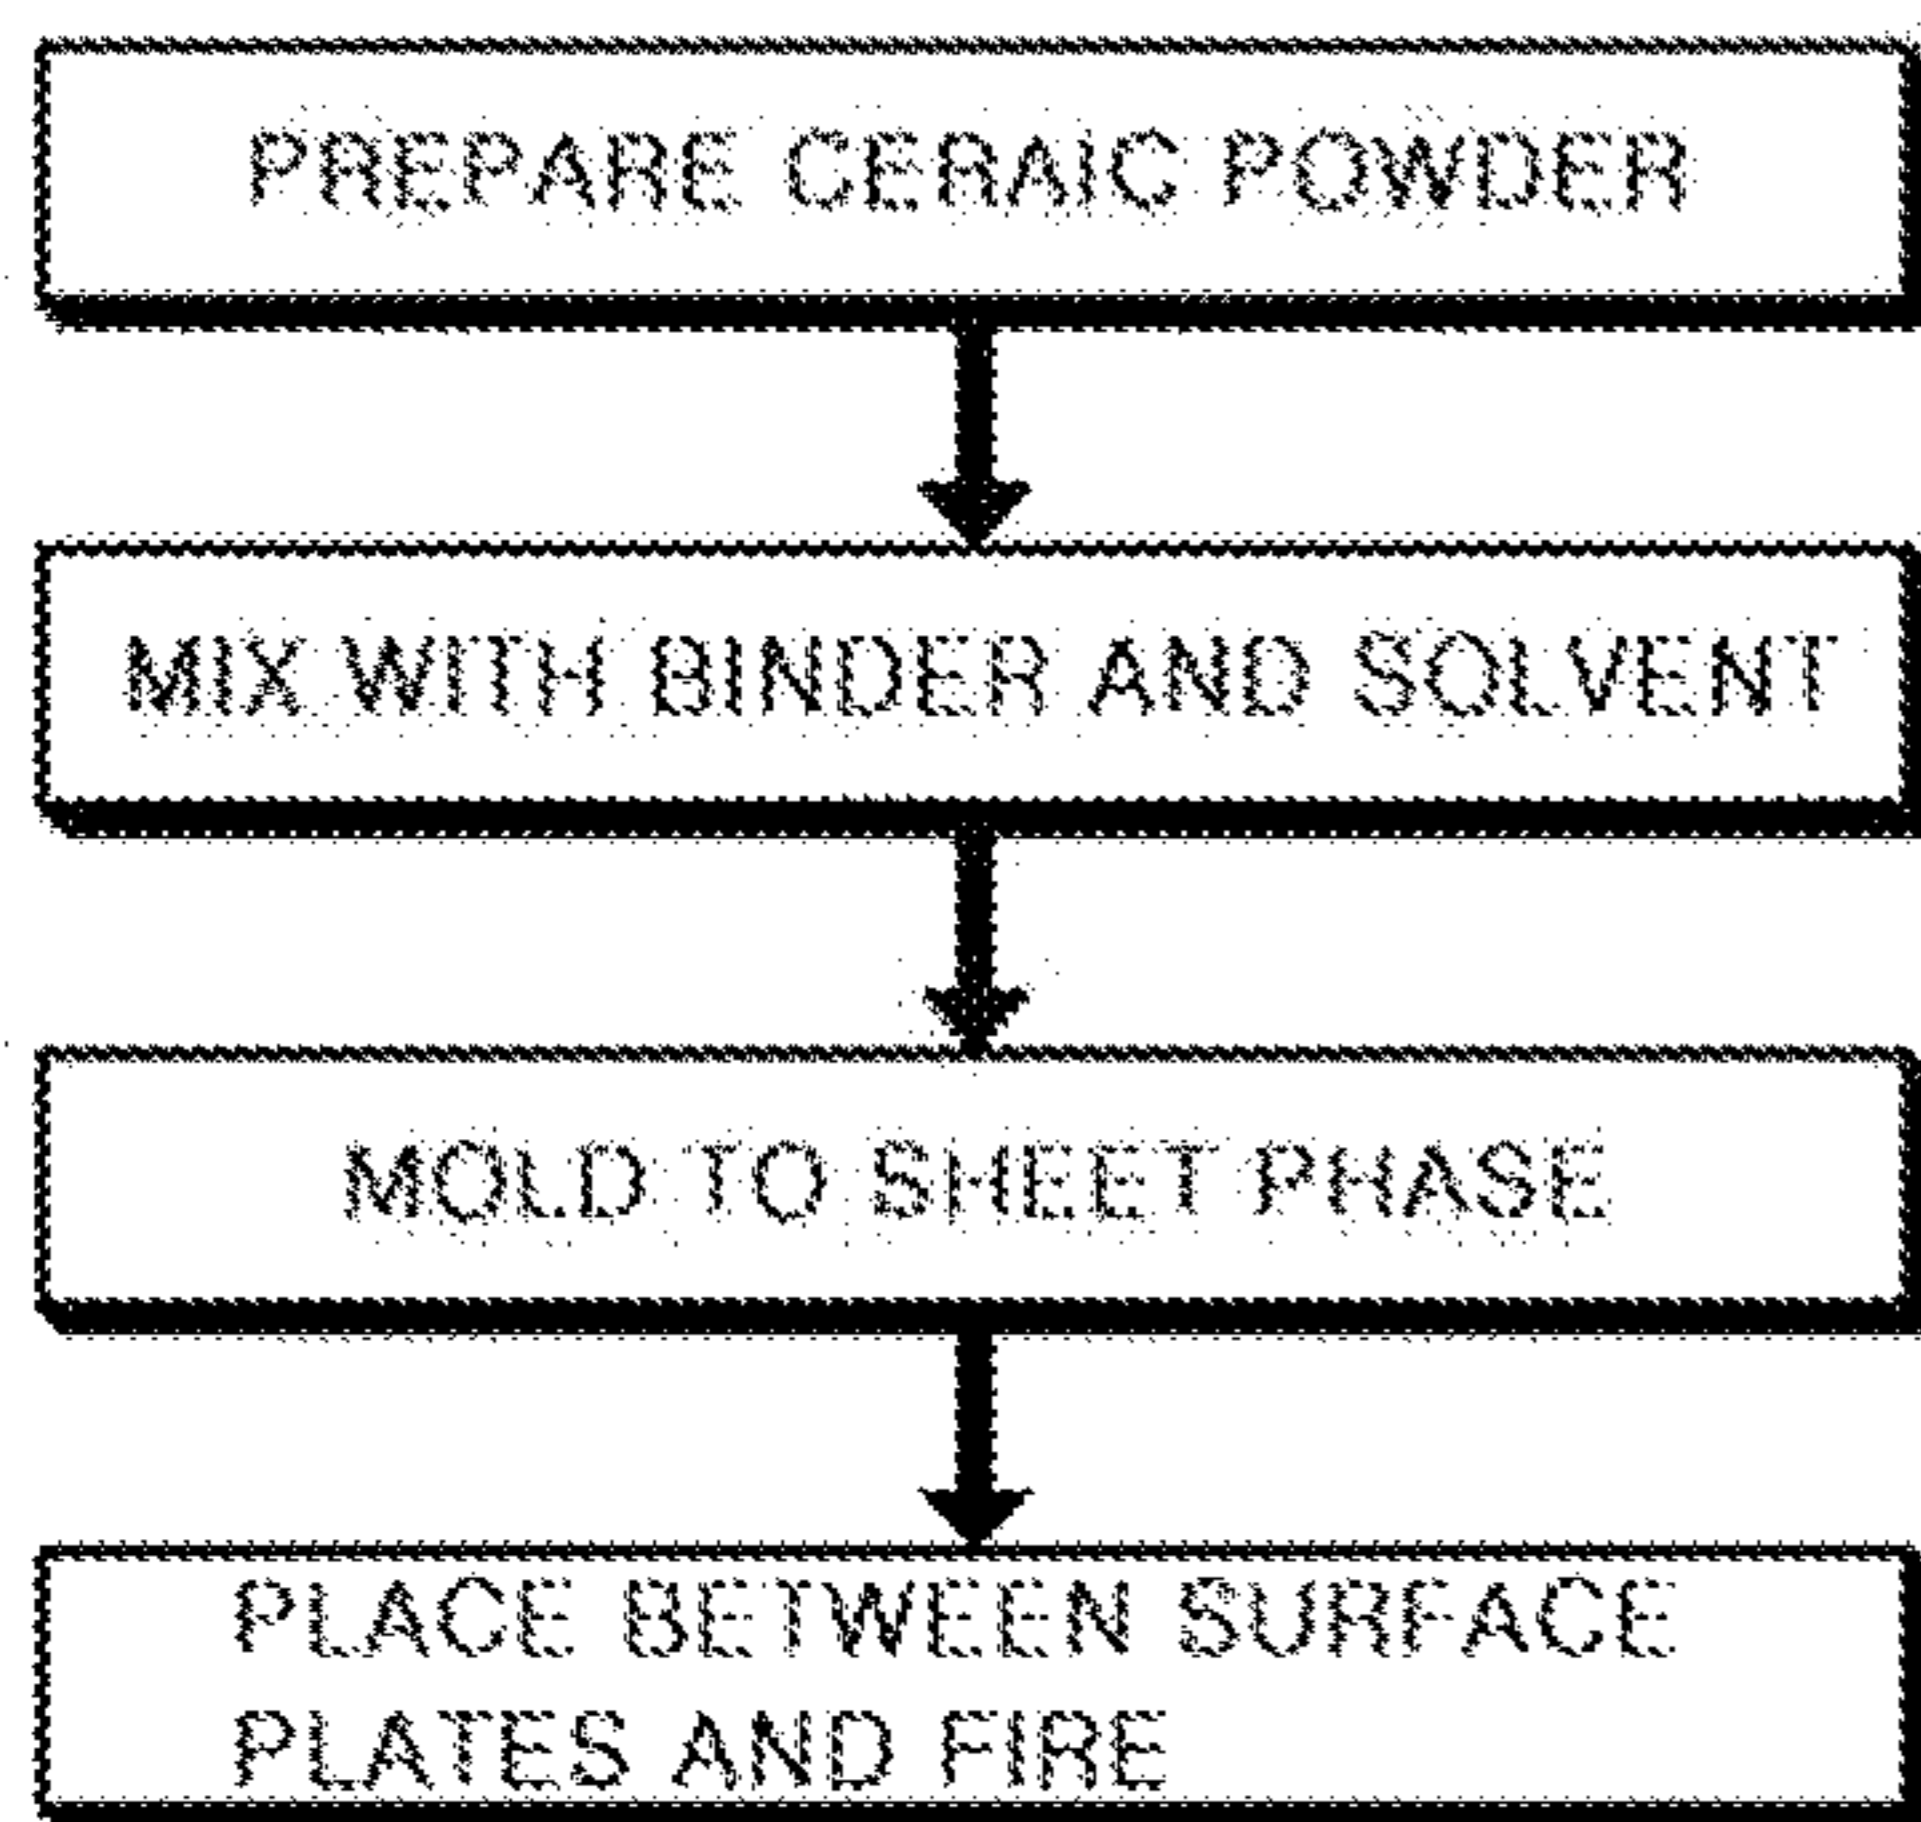 PREPARE CERAIC POWDER
MIX WITH BINDER AND SOLVENT
MOLD TO SHEET PHASE
PLACE BETWEEN SURFACE
PLATES AND FIRE